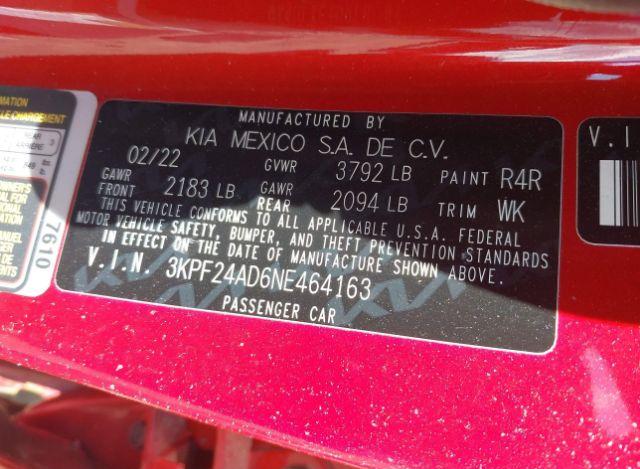 MANUFACTURED BY
KIA MEXICO S.A. DE C.V.
02/22 GVWR 3792 LB PAINT R4R
GAWR FRONT 2183 LB GAWR REAR 2094 LB TRIM WK
THIS VEHICLE CONFORMS TO ALL APPLICABLE U.S.A. FEDERAL
MOTOR VEHICLE SAFETY, BUMPER, AND THEFT PREVENTION STANDARDS
IN EFFECT ON THE DATE OF MANUFACTURE SHOWN ABOVE.
V.I.N. 3KPF24AD6NE464163
PASSENGER CAR
7610
V.I